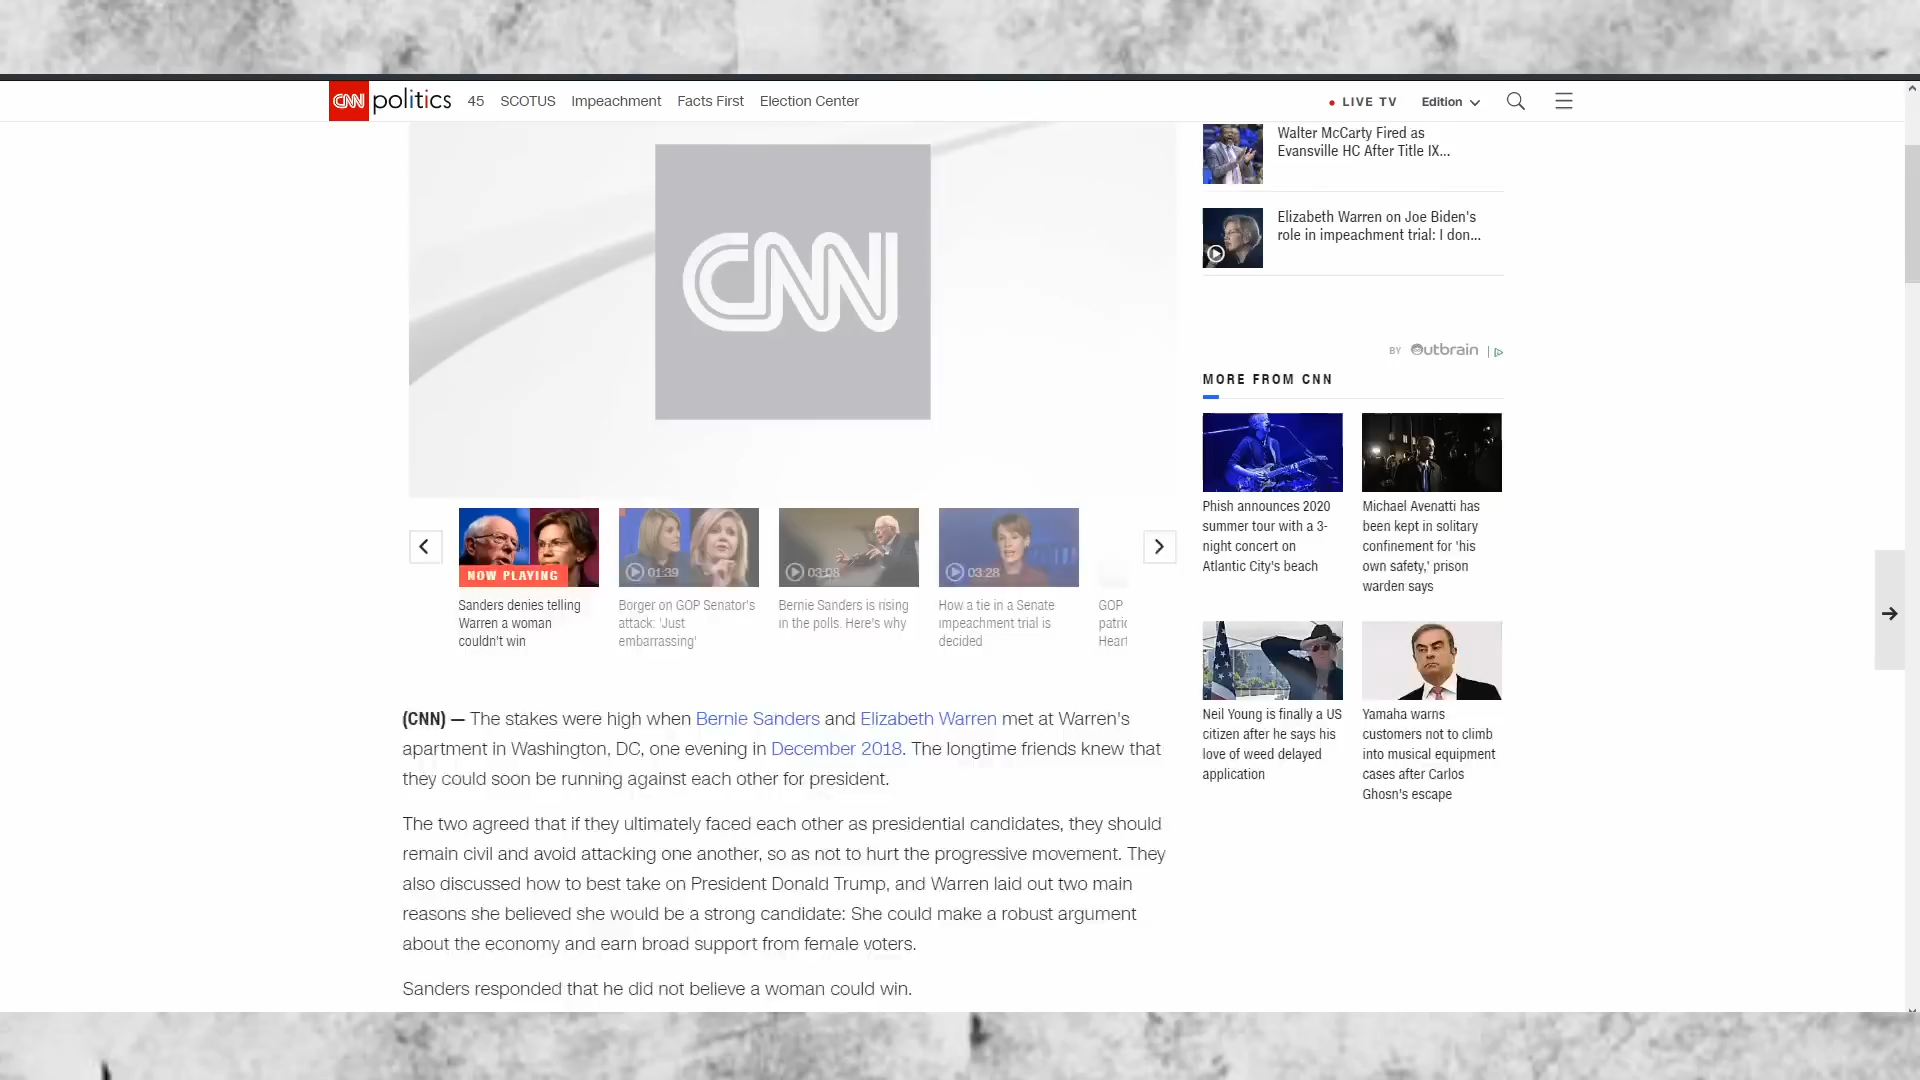 CNN politics 45 SCOTUS Impeachment Facts First Election Center LIVE TV Edition
CNN
Walter McCarty Fired as
Evansville HC After Title IX...
Elizabeth Warren on Joe Biden's
role in impeachment trial: I don...
BY Outbrain
MORE FROM CNN
Phish announces 2020
summer tour with a 3-
night concert on
Atlantic City's beach
Michael Avenatti has
been kept in solitary
confinement for 'his
own safety,' prison
warden says
Neil Young is finally a US
citizen after he says his
love of weed delayed
application
Yamaha warns
customers not to climb
into musical equipment
cases after Carlos
Ghosn's escape
NOW PLAYING
Sanders denies telling
Warren a woman
couldn't win
01:39
Borger on GOP Senator's
attack: 'Just
embarrassing'
03:08
Bernie Sanders is rising
in the polls. Here's why
03:28
How a tie in a Senate
impeachment trial is
decided
GOP
patric
Heart
(CNN) — The stakes were high when Bernie Sanders and Elizabeth Warren met at Warren's
apartment in Washington, DC, one evening in December 2018. The longtime friends knew that
they could soon be running against each other for president.
The two agreed that if they ultimately faced each other as presidential candidates, they should
remain civil and avoid attacking one another, so as not to hurt the progressive movement. They
also discussed how to best take on President Donald Trump, and Warren laid out two main
reasons she believed she would be a strong candidate: She could make a robust argument
about the economy and earn broad support from female voters.
Sanders responded that he did not believe a woman could win.